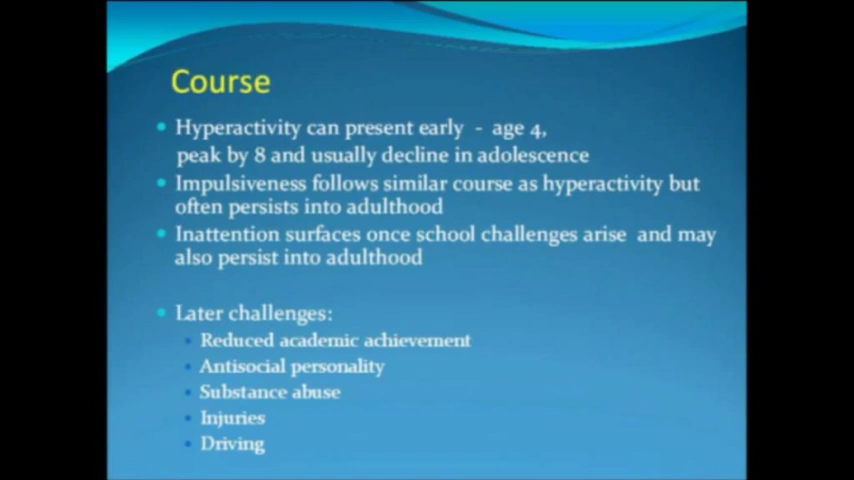 Course
Hyperactivity can present early - age 4,
peak by 8 and usually decline in adolescence
Impulsiveness follows similar course as hyperactivity but
often persists into adulthood
Inattention surfaces once school challenges arise and may
also persist into adulthood
Later challenges:
Reduced academic achievement
Antisocial personality
Substance abuse
Injuries
Driving